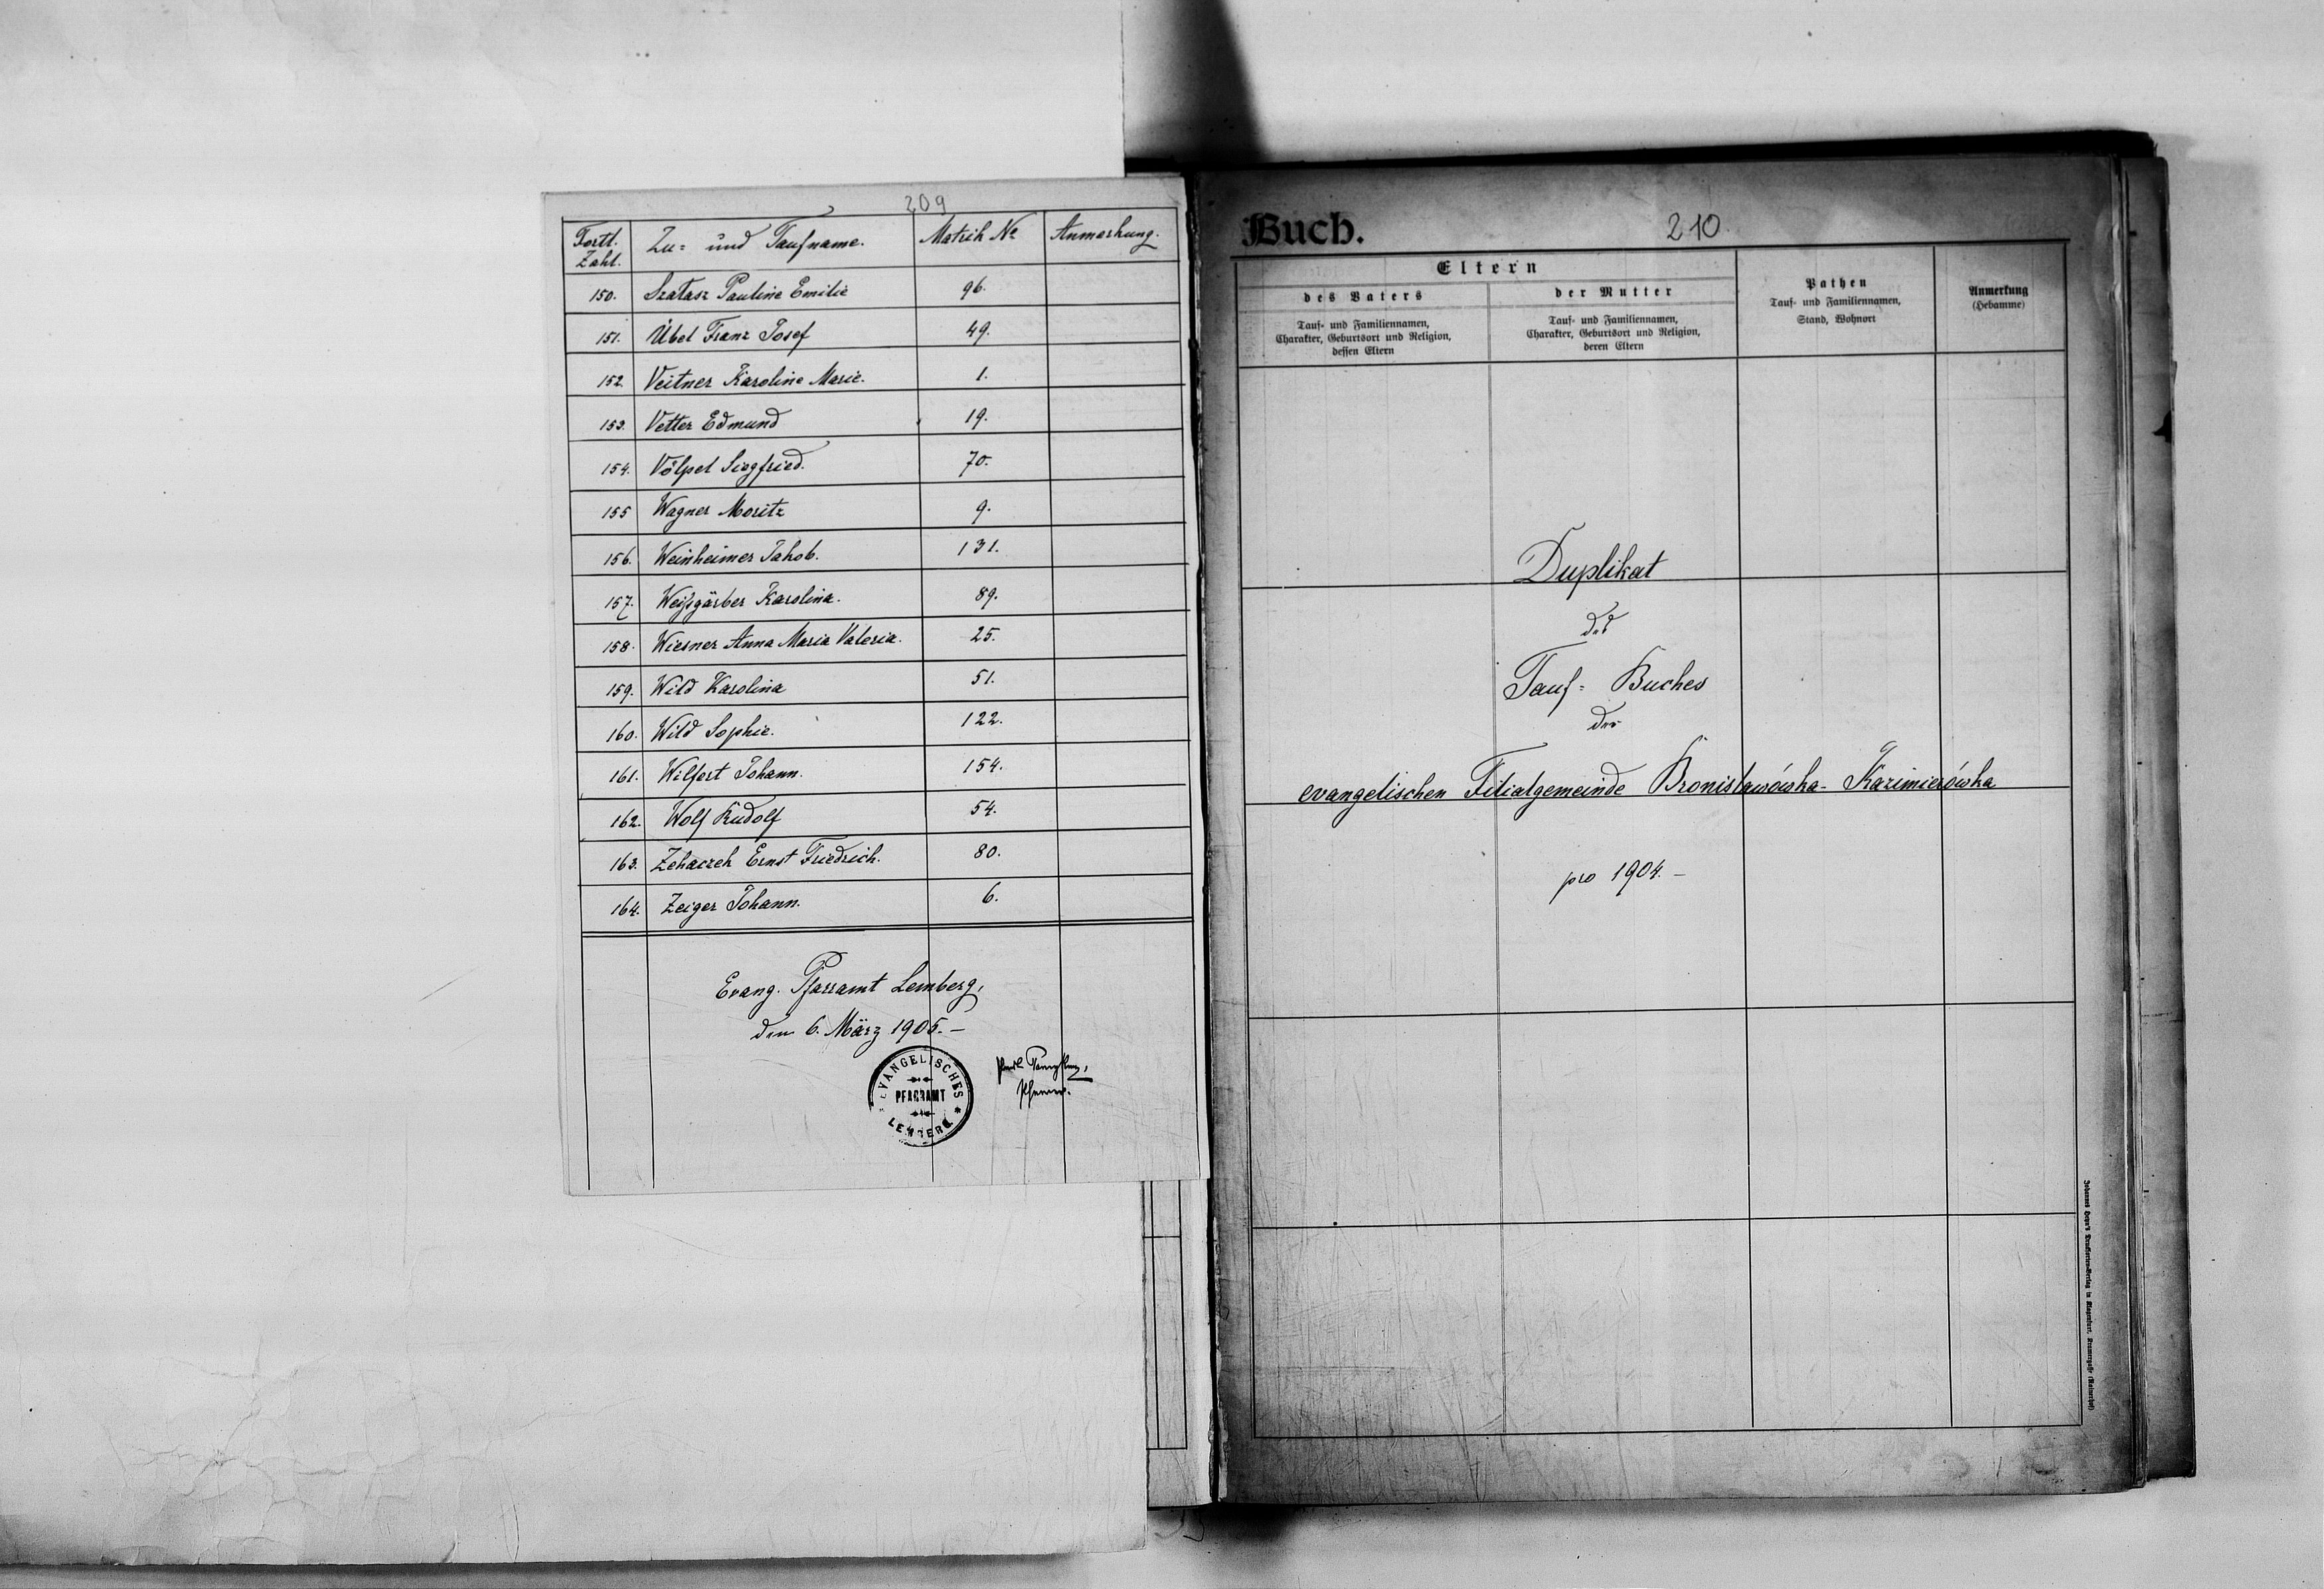 209
Fortl. Zahl. Zu- und Taufname. Matrik No Anmerkung.
150. Szatasz Pauline Emilie 96.
151. Übel Franz Josef 49.
152. Veitner Karoline Marie. 1.
153. Vetter Edmund 19.
154. Völpel Siegfried. 70.
155 Wagner Moritz 9.
156. Weinheimer Jakob. 131.
157. Weißgärber Karolina. 89.
158. Wiesner Anna Maria Valeria. 25.
159. Wild Karolina 51.
160. Wild Sophie. 122.
161. Wilfert Johann. 154.
162. Wolf Rudolf 54.
163. Zehaczek Ernst Friedrich. 80.
164. Zeiger Johann. 6.
Evang. Pfarramt Lemberg,
den 6. März 1905.-
EVANGELISCHES
PFARRAMT
LEMBERG
Buch.
210.
Eltern
des Vaters
Tauf- und Familiennamen,
Charakter, Geburtsort und Religion,
dessen Eltern
der Mutter
Tauf- und Familiennamen,
Charakter, Geburtsort und Religion,
deren Eltern
Pathen
Tauf- und Familiennamen,
Stand, Wohnort
Anmerkung
(Hebamme)
Duplikat
des
Tauf- Buches
der
evangelischen Filialgemeinde Bronisławówka- Kazimierówka
pro 1904.-